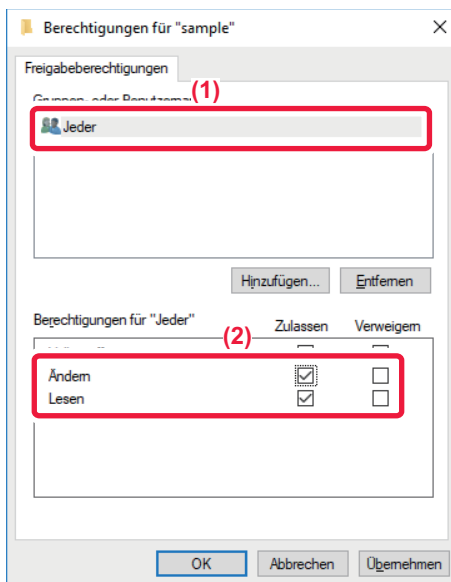 Berechtigungen für "sample"
Freigabeberechtigungen
(1)
Jeder
Hinzufügen... Entfernen
Berechtigungen für "Jeder" Zulassen Verweigern
(2)
Ändern
Lesen
OK Abbrechen Übernehmen